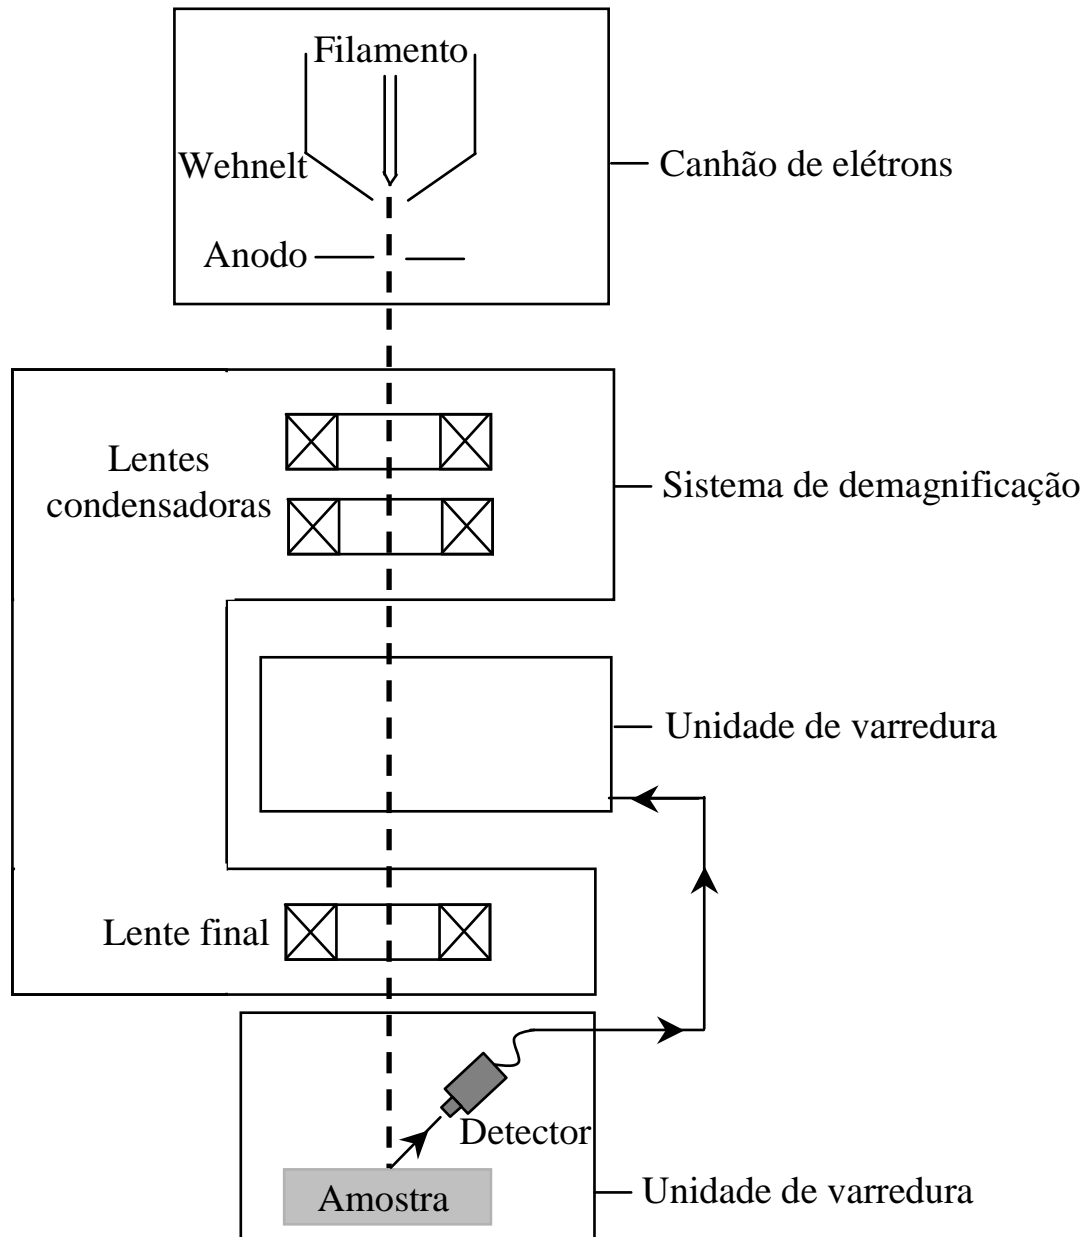 Filamento
Wehnelt
Canhão de elétrons
Anodo
Lentes
condensadoras
Sistema de demagnificação
Unidade de varredura
Lente final
Detector
Amostra
Unidade de varredura